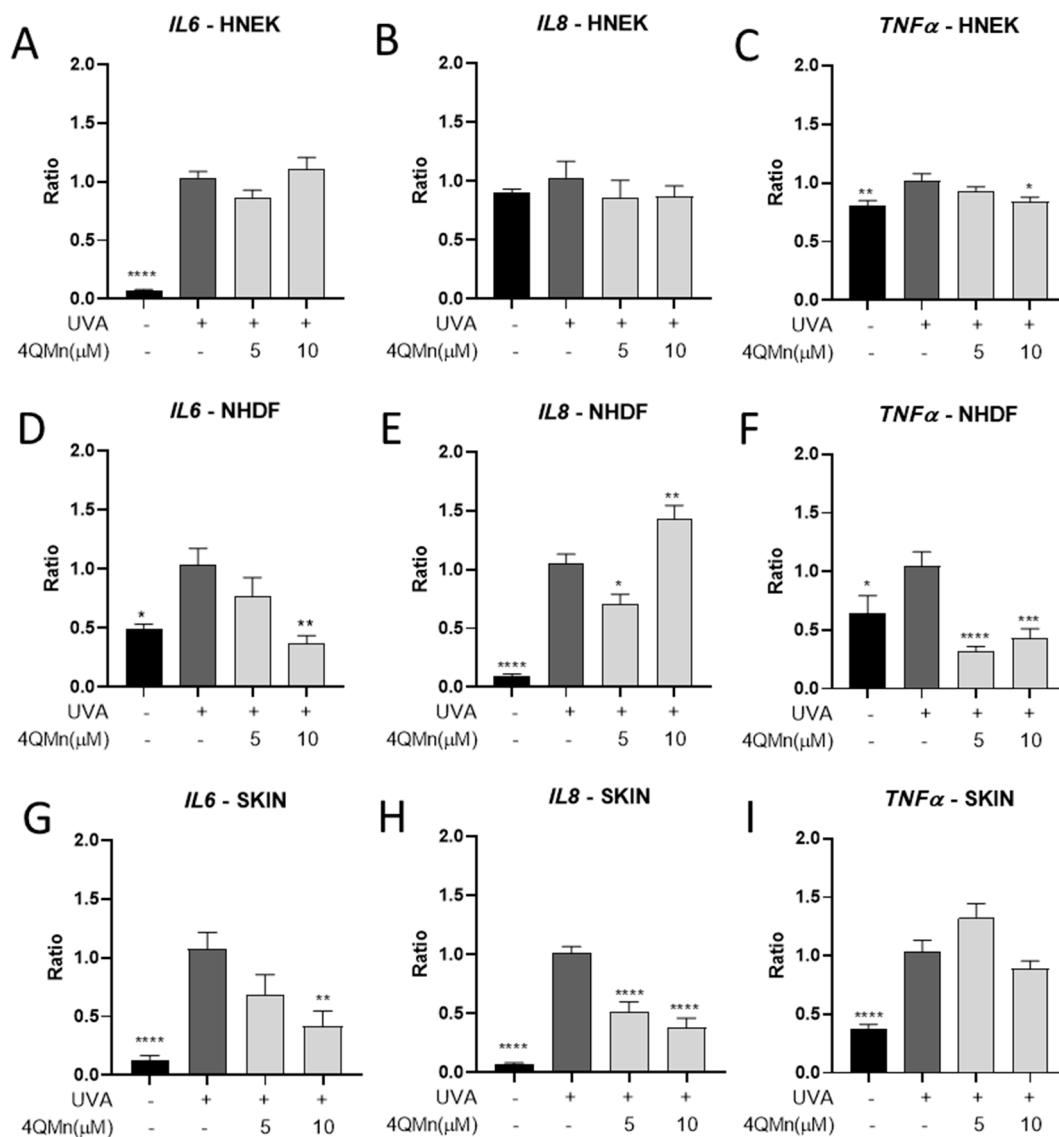 A
IL6 - HNEK
Ratio
2.0
1.5
1.0
0.5
0.0
****
UVA - + + +
4QMn(μM) - - 5 10
B
IL8 - HNEK
Ratio
2.0
1.5
1.0
0.5
0.0
UVA - + + +
4QMn(μM) - - 5 10
C
TNFα - HNEK
Ratio
2.0
1.5
1.0
0.5
0.0
** *
UVA - + + +
4QMn(μM) - - 5 10
D
IL6 - NHDF
Ratio
2.0
1.5
1.0
0.5
0.0
* **
UVA - + + +
4QMn(μM) - - 5 10
E
IL8 - NHDF
Ratio
2.0
1.5
1.0
0.5
0.0
**** * **
UVA - + + +
4QMn(μM) - - 5 10
F
TNFα - NHDF
Ratio
2.0
1.5
1.0
0.5
0.0
* **** ***
UVA - + + +
4QMn(μM) - - 5 10
G
IL6 - SKIN
Ratio
2.0
1.5
1.0
0.5
0.0
**** **
UVA - + + +
4QMn(μM) - - 5 10
H
IL8 - SKIN
Ratio
2.0
1.5
1.0
0.5
0.0
**** **** ****
UVA - + + +
4QMn(μM) - - 5 10
I
TNFα - SKIN
Ratio
2.0
1.5
1.0
0.5
0.0
****
UVA - + + +
4QMn(μM) - - 5 10